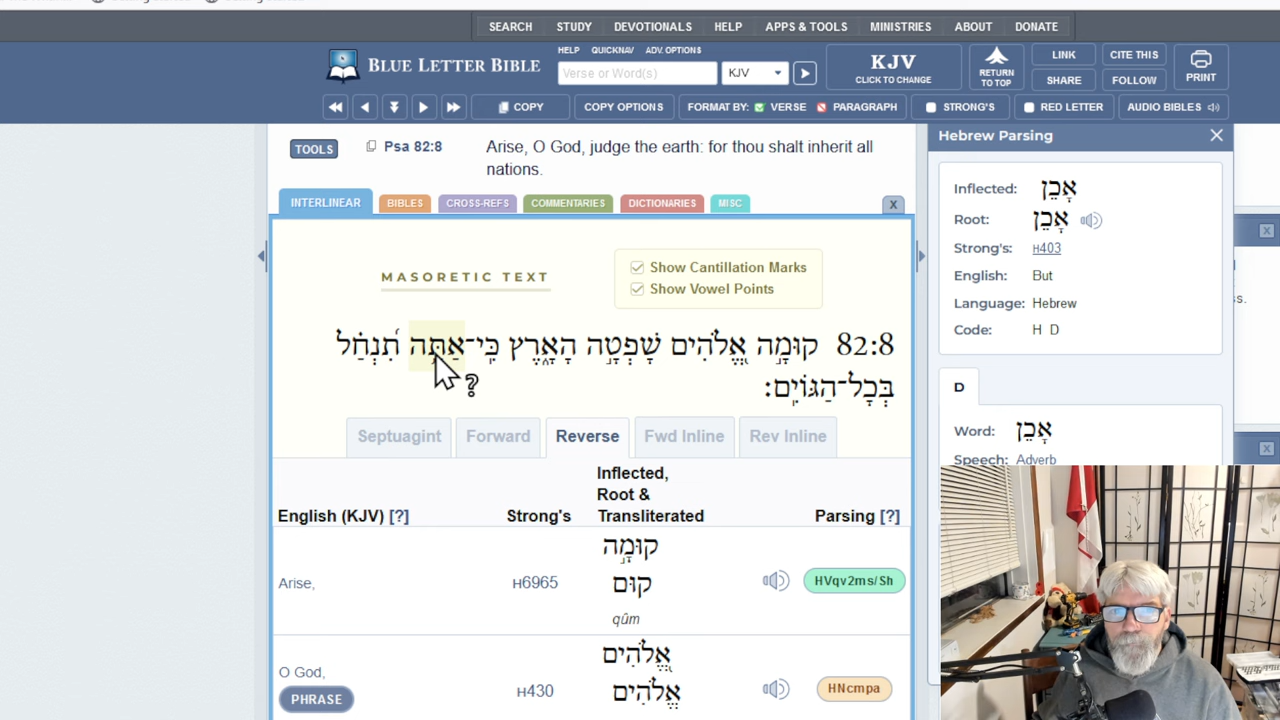 SEARCH STUDY DEVOTIONALS HELP APPS & TOOLS MINISTRIES ABOUT DONATE
BLUE LETTER BIBLE
HELP QUICKNAV ADV. OPTIONS
Verse or Word(s) KJV
KJV
CLICK TO CHANGE
RETURN
TO TOP
LINK CITE THIS
SHARE FOLLOW
PRINT
COPY COPY OPTIONS FORMAT BY: VERSE PARAGRAPH STRONG'S RED LETTER AUDIO BIBLES
TOOLS Psa 82:8 Arise, O God, judge the earth: for thou shalt inherit all
nations.
INTERLINEAR BIBLES CROSS-REFS COMMENTARIES DICTIONARIES MISC X
MASORETIC TEXT
Show Cantillation Marks
Show Vowel Points
82:8 קוּמָ֣ה אֱ֭לֹהִים שָׁפְטָ֣ה הָאָ֑רֶץ כִּֽי־אַתָּ֥ה תִ֝נְחַ֗ל
בְּכָל־הַגּוֹיִֽם׃
Septuagint Forward Reverse Fwd Inline Rev Inline
English (KJV) [?] Strong's Inflected,
Root &
Transliterated Parsing [?]
Arise, H6965 קוּמָ֣ה
קוּם
qûm
HVqv2ms/Sh
O God,
PHRASE
H430 אֱ֭לֹהִים
אֱלֹהִים
HNcmpa
Hebrew Parsing
Inflected: אָכֵן
Root: אָכֵן
Strong's: H403
English: But
Language: Hebrew
Code: H D
D
Word: אָכֵן
Speech: Adverb